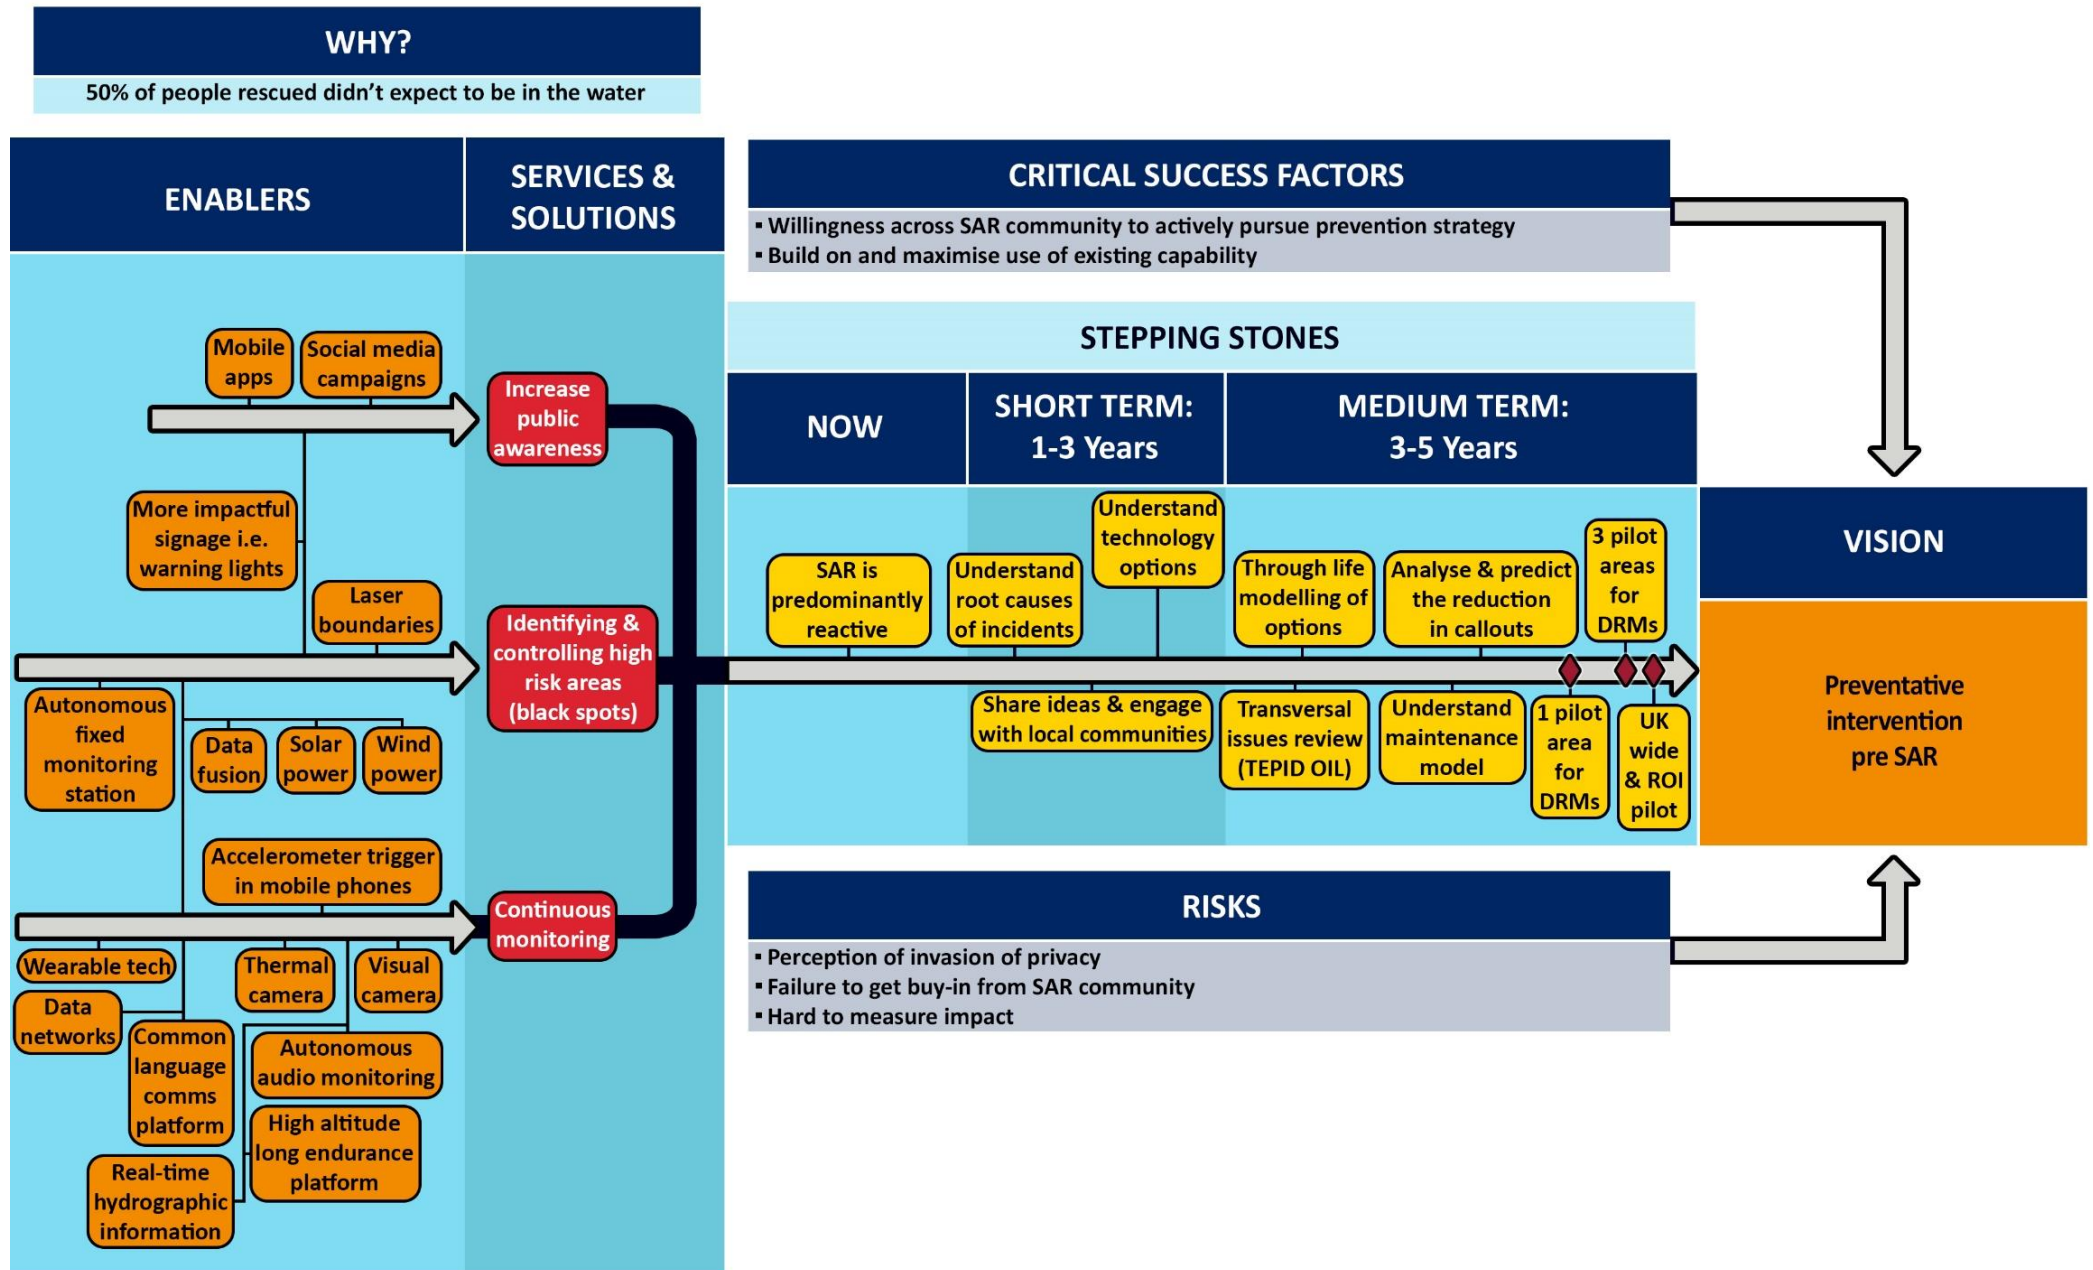 WHY?
50% of people rescued didn't expect to be in the water
ENABLERS
SERVICES &
SOLUTIONS
Mobile
apps
Social media
campaigns
More impactful
signage i.e.
warning lights
Laser
boundaries
Autonomous
fixed
monitoring
station
Data
fusion
Solar
power
Wind
power
Accelerometer trigger
in mobile phones
Wearable tech
Data
networks
Common
language
comms
platform
Thermal
camera
Visual
camera
Autonomous
audio monitoring
High altitude
long endurance
platform
Real-time
hydrographic
information
Increase
public
awareness
Identifying &
controlling high
risk areas
(black spots)
Continuous
monitoring
CRITICAL SUCCESS FACTORS
▪ Willingness across SAR community to actively pursue prevention strategy
▪ Build on and maximise use of existing capability
STEPPING STONES
NOW
SHORT TERM:
1-3 Years
MEDIUM TERM:
3-5 Years
SAR is
predominantly
reactive
Understand
root causes
of incidents
Understand
technology
options
Share ideas & engage
with local communities
Through life
modelling of
options
Analyse & predict
the reduction
in callouts
3 pilot
areas
for
DRMs
Transversal
issues review
(TEPID OIL)
Understand
maintenance
model
1 pilot
area
for
DRMs
UK
wide
& ROI
pilot
VISION
Preventative
intervention
pre SAR
RISKS
▪ Perception of invasion of privacy
▪ Failure to get buy-in from SAR community
▪ Hard to measure impact